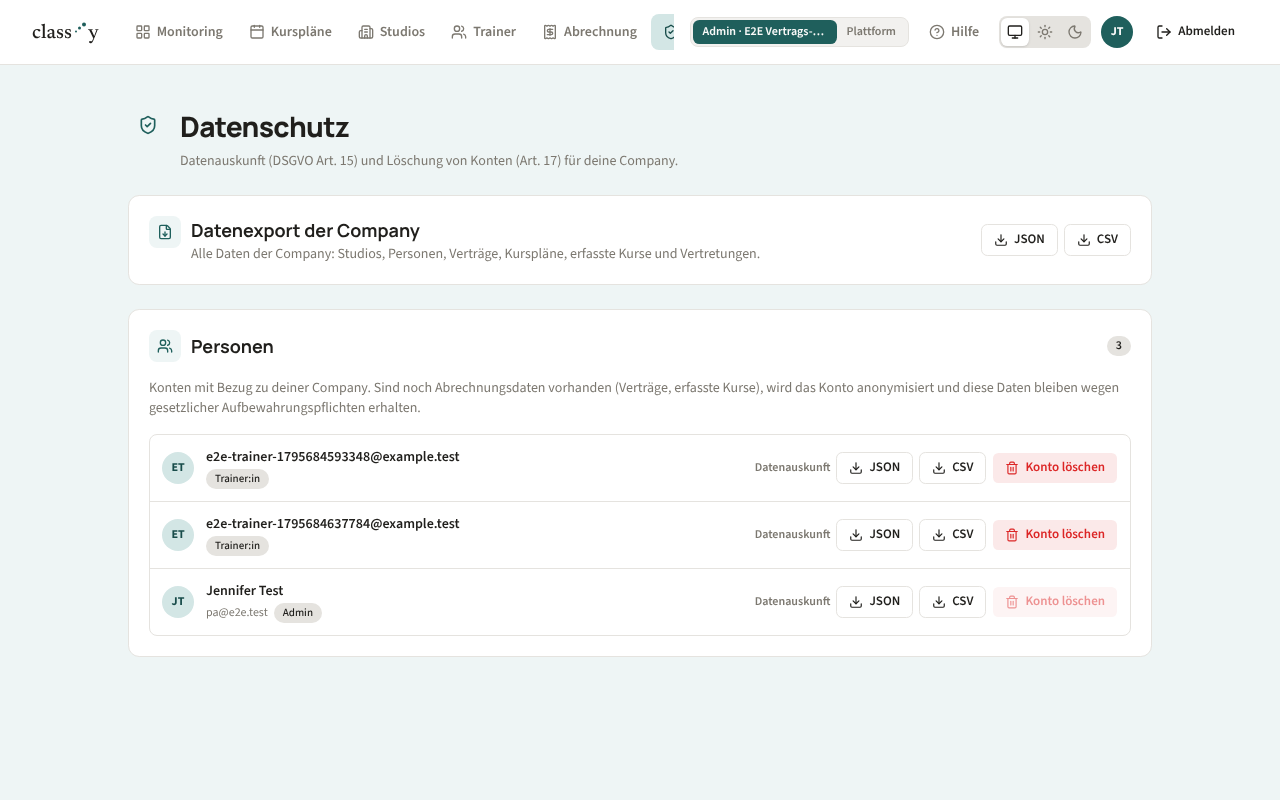 class y
Monitoring
Kurspläne
Studios
Trainer
Abrechnung
Admin · E2E Vertrags-…
Plattform
Hilfe
JT
Abmelden
Datenschutz
Datenauskunft (DSGVO Art. 15) und Löschung von Konten (Art. 17) für deine Company.
Datenexport der Company
Alle Daten der Company: Studios, Personen, Verträge, Kurspläne, erfasste Kurse und Vertretungen.
JSON
CSV
Personen
3
Konten mit Bezug zu deiner Company. Sind noch Abrechnungsdaten vorhanden (Verträge, erfasste Kurse), wird das Konto anonymisiert und diese Daten bleiben wegen
gesetzlicher Aufbewahrungspflichten erhalten.
ET
e2e-trainer-1795684593348@example.test
Trainer:in
Datenauskunft
JSON
CSV
Konto löschen
ET
e2e-trainer-1795684637784@example.test
Trainer:in
Datenauskunft
JSON
CSV
Konto löschen
JT
Jennifer Test
pa@e2e.test
Admin
Datenauskunft
JSON
CSV
Konto löschen